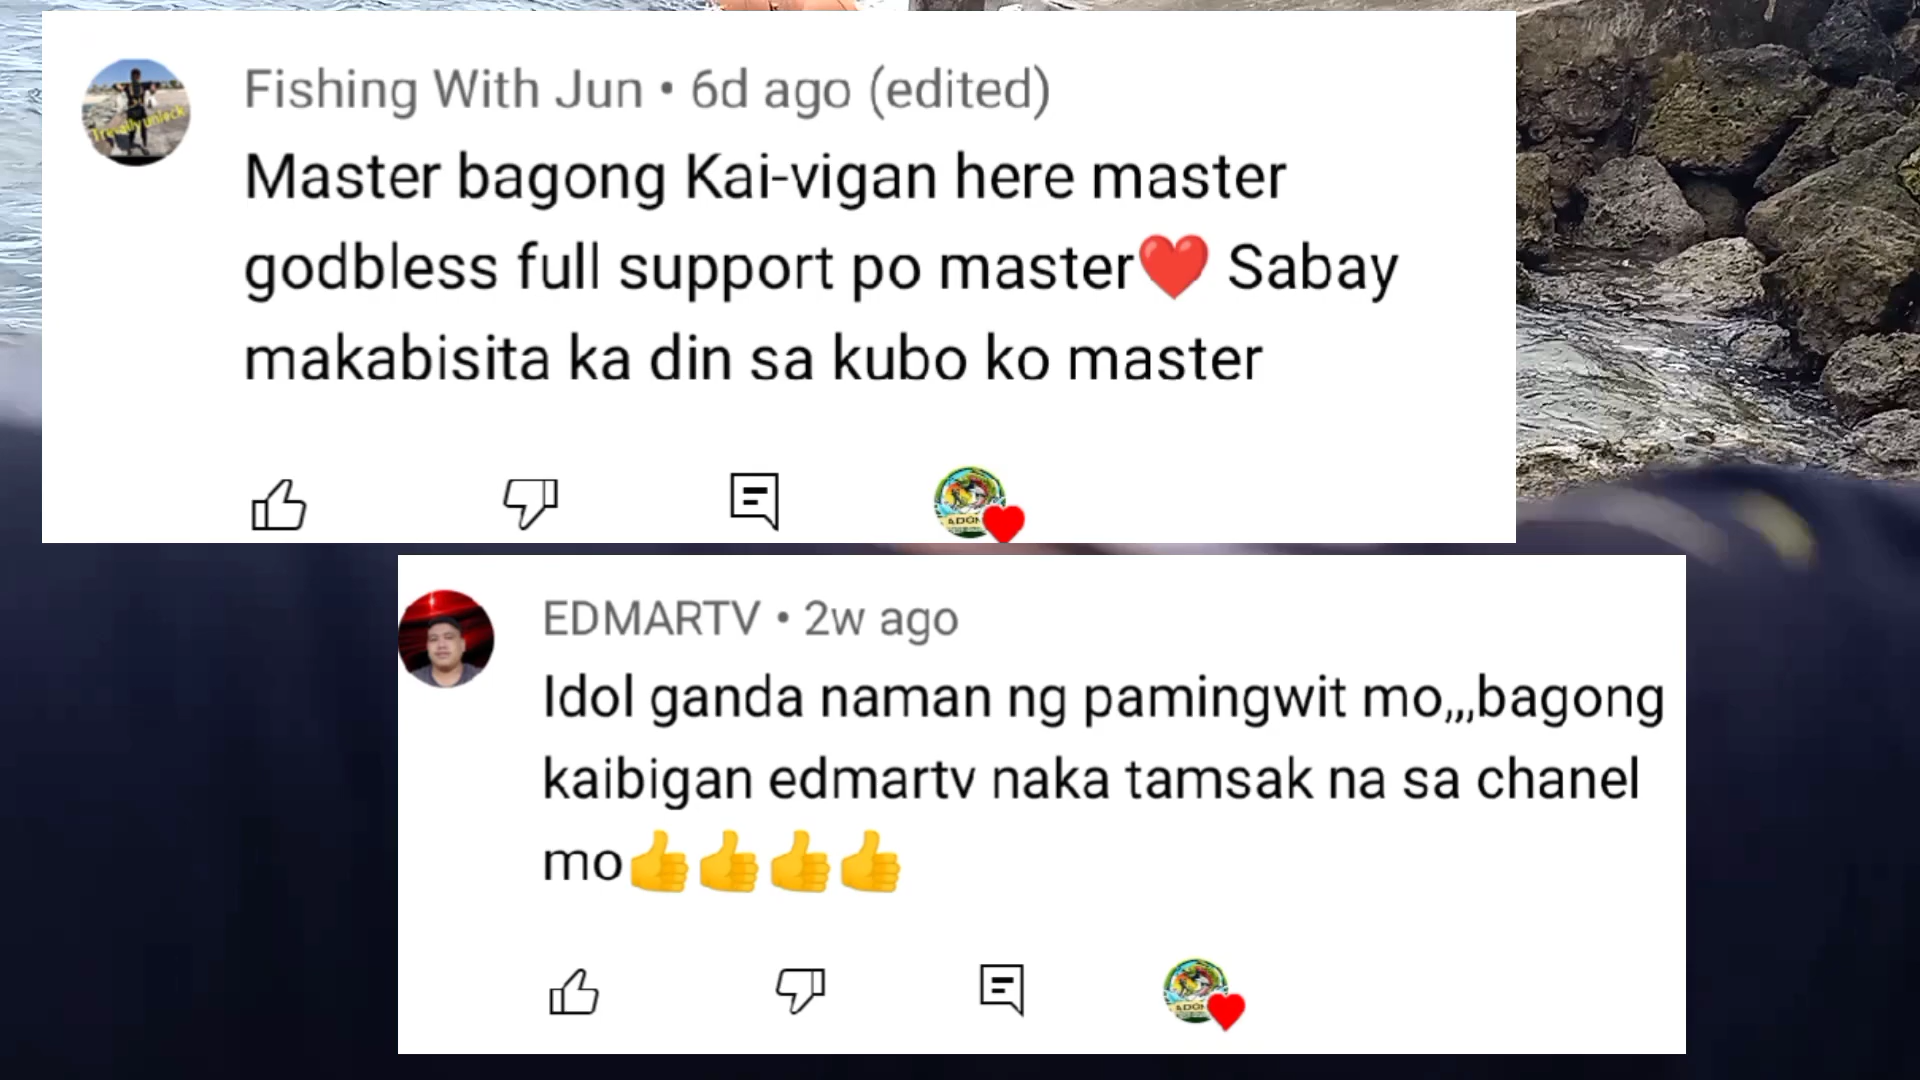 Fishing With Jun • 6d ago (edited)
Master bagong Kai-vigan here master
godbless full support po master❤️ Sabay
makabisita ka din sa kubo ko master
EDMARTV • 2w ago
Idol ganda naman ng pamingwit mo,,,bagong
kaibigan edmartv naka tamsak na sa chanel
mo👍👍👍👍